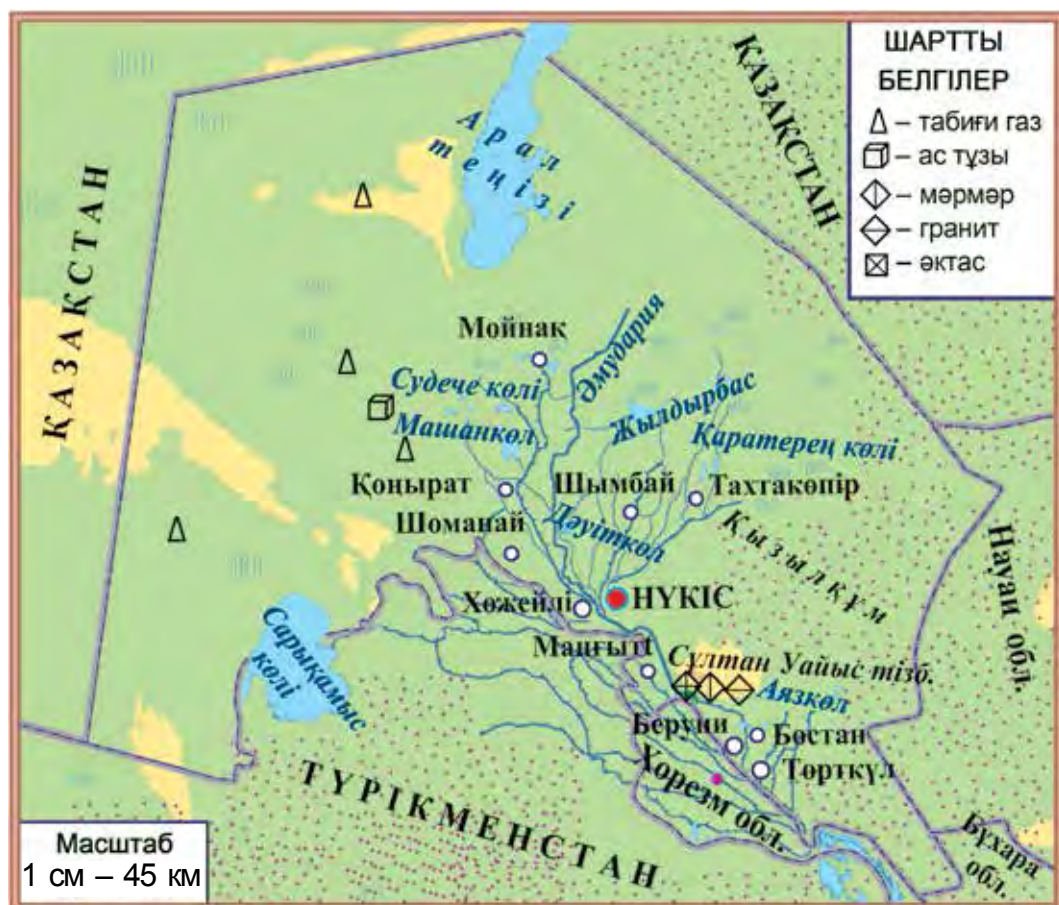 ШАРТТЫ
БЕЛГІЛЕР
– табиғи газ
– ас тұзы
– мәрмәр
– гранит
– әктас
ҚАЗАҚСТАН
ҚАЗАҚСТАН
Арал
теңізі
Мойнақ
Әмудария
Судече көлі
Машанкөл
Жылдырбас
Қаратерең көлі
Қоңырат
Шымбай
Тахтакөпір
Шоманай
Дәуіткөл
Қызылқұм
Науаи обл.
Хожейлі
НҮКІС
Маңғыт
Сұлтан Уайыс тізб.
Сарықамыс
көлі
Аязкөл
Беруни
Бостан
Төрткүл
Хорезм обл.
ТҮРІКМЕНСТАН
Бұхара
обл.
Масштаб
1 см – 45 км